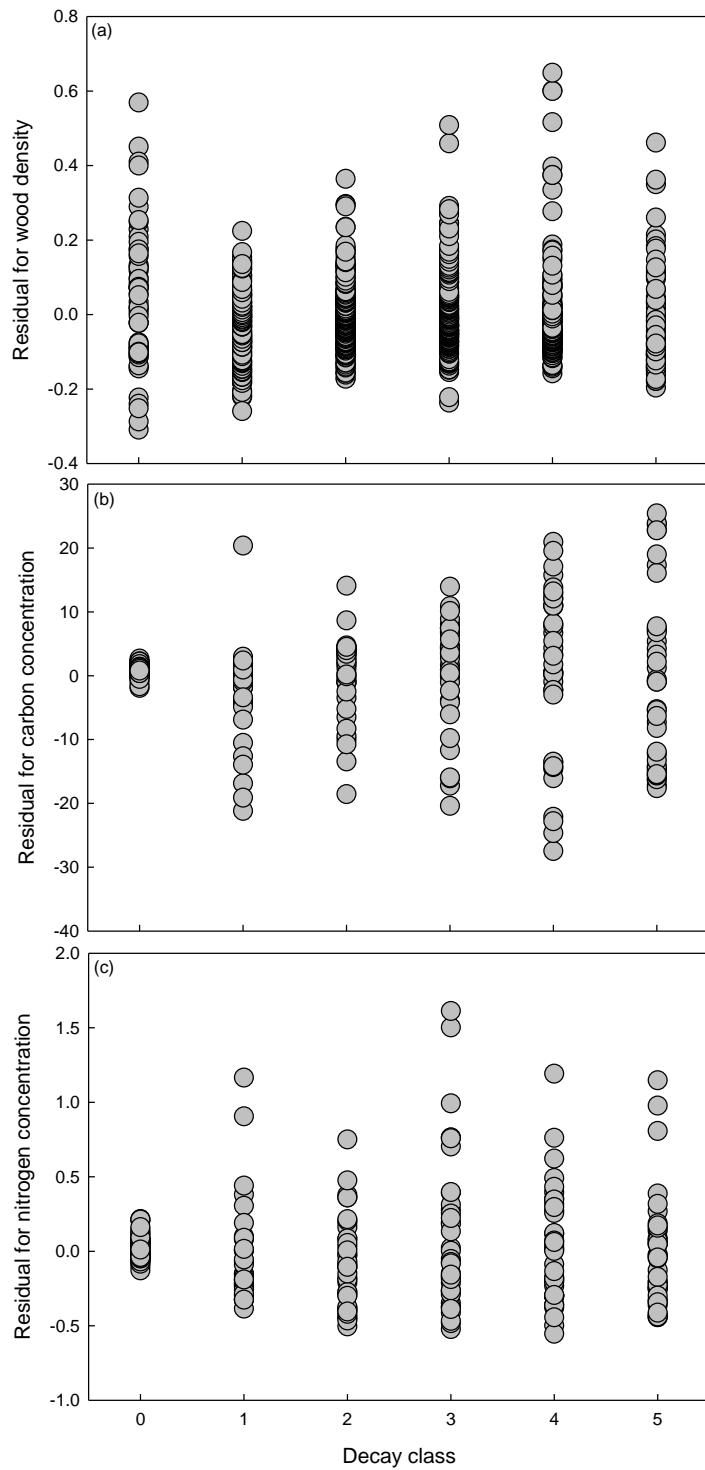 (a)
0.8
0.6
0.4
0.2
0.0
-0.2
-0.4
Residual for wood density
(b)
30
20
10
0
-10
-20
-30
-40
Residual for carbon concentration
(c)
2.0
1.5
1.0
0.5
0.0
-0.5
-1.0
Residual for nitrogen concentration
0 1 2 3 4 5
Decay class